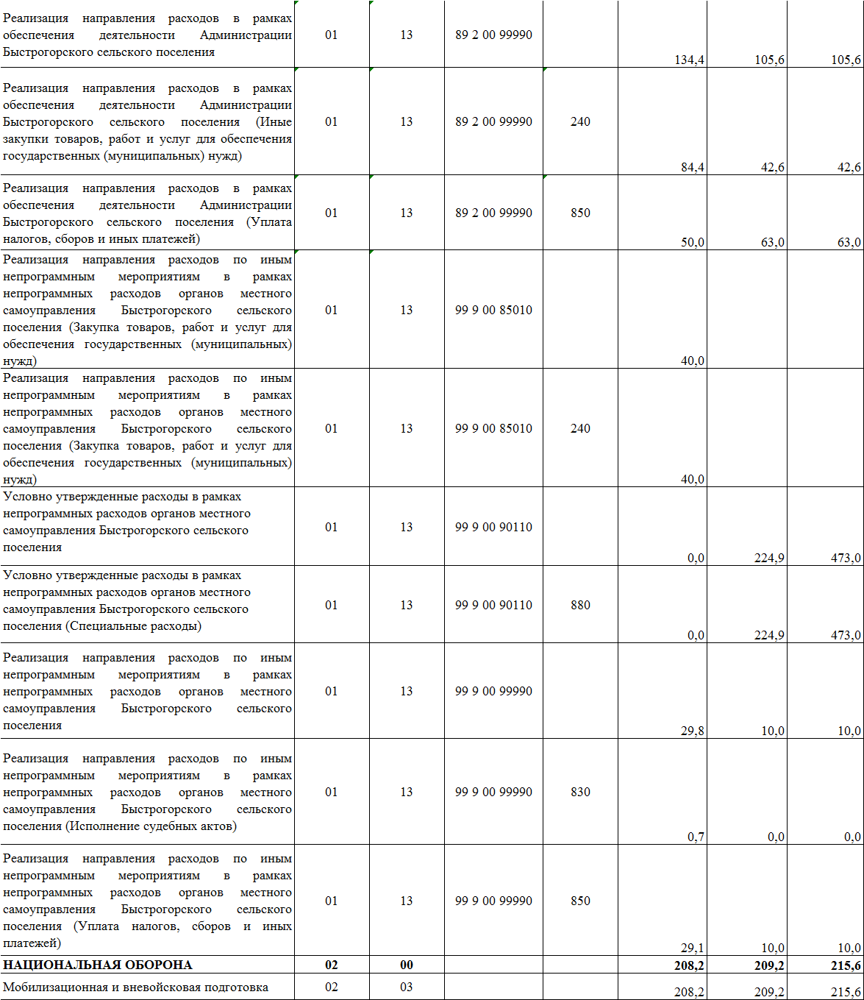 Реализация направления расходов в рамках
обеспечения деятельности Администрации
Быстрогорского сельского поселения
01
13
89 2 00 99990
134,4
105,6
105,6
Реализация направления расходов в рамках
обеспечения деятельности Администрации
Быстрогорского сельского поселения (Иные
закупки товаров, работ и услуг для обеспечения
государственных (муниципальных) нужд)
01
13
89 2 00 99990
240
84,4
42,6
42,6
Реализация направления расходов в рамках
обеспечения деятельности Администрации
Быстрогорского сельского поселения (Уплата
налогов, сборов и иных платежей)
01
13
89 2 00 99990
850
50,0
63,0
63,0
Реализация направления расходов по иным
непрограммным мероприятиям в рамках
непрограммных расходов органов местного
самоуправления Быстрогорского сельского
поселения (Закупка товаров, работ и услуг для
обеспечения государственных (муниципальных)
нужд)
01
13
99 9 00 85010
40,0
Реализация направления расходов по иным
непрограммным мероприятиям в рамках
непрограммных расходов органов местного
самоуправления Быстрогорского сельского
поселения (Закупка товаров, работ и услуг для
обеспечения государственных (муниципальных)
нужд)
01
13
99 9 00 85010
240
40,0
Условно утвержденные расходы в рамках
непрограммных расходов органов местного
самоуправления Быстрогорского сельского
поселения
01
13
99 9 00 90110
0,0
224,9
473,0
Условно утвержденные расходы в рамках
непрограммных расходов органов местного
самоуправления Быстрогорского сельского
поселения (Специальные расходы)
01
13
99 9 00 90110
880
0,0
224,9
473,0
Реализация направления расходов по иным
непрограммным мероприятиям в рамках
непрограммных расходов органов местного
самоуправления Быстрогорского сельского
поселения
01
13
99 9 00 99990
29,8
10,0
10,0
Реализация направления расходов по иным
непрограммным мероприятиям в рамках
непрограммных расходов органов местного
самоуправления Быстрогорского сельского
поселения (Исполнение судебных актов)
01
13
99 9 00 99990
830
0,7
0,0
0,0
Реализация направления расходов по иным
непрограммным мероприятиям в рамках
непрограммных расходов органов местного
самоуправления Быстрогорского сельского
поселения (Уплата налогов, сборов и иных
платежей)
01
13
99 9 00 99990
850
29,1
10,0
10,0
НАЦИОНАЛЬНАЯ ОБОРОНА
02
00
208,2
209,2
215,6
Мобилизационная и вневойсковая подготовка
02
03
208,2
209,2
215,6